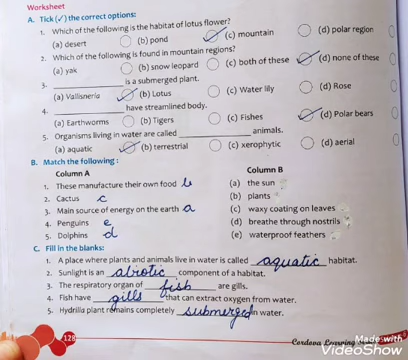 Worksheet
A. Tick (✓) the correct options:
1. Which of the following is the habitat of lotus flower?
(a) desert (b) pond (c) mountain (d) polar region
2. Which of the following is found in mountain regions?
(a) yak (b) snow leopard (c) both of these (d) none of these
3. ________ is a submerged plant.
(a) Vallisneria (b) Lotus (c) Water lily (d) Rose
4. ________ have streamlined body.
(a) Earthworms (b) Tigers (c) Fishes (d) Polar bears
5. Organisms living in water are called ________ animals.
(a) aquatic (b) terrestrial (c) xerophytic (d) aerial
B. Match the following :
Column A Column B
1. These manufacture their own food b (a) the sun
2. Cactus c (b) plants
3. Main source of energy on the earth a (c) waxy coating on leaves
4. Penguins e (d) breathe through nostrils
5. Dolphins d (e) waterproof feathers
C. Fill in the blanks:
1. A place where plants and animals live in water is called aquatic habitat.
2. Sunlight is an abiotic component of a habitat.
3. The respiratory organ of fish are gills.
4. Fish have gills that can extract oxygen from water.
5. Hydrilla plant remains completely submerged in water.
128
Cordova Learning
Made with
VideoShow